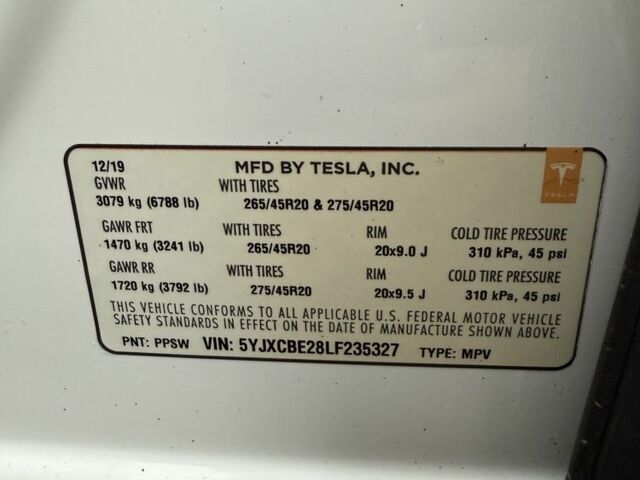 12/19 MFD BY TESLA, INC.
TESLA
GVWR WITH TIRES
3079 kg (6788 lb) 265/45R20 & 275/45R20
GAWR FRT WITH TIRES RIM COLD TIRE PRESSURE
1470 kg (3241 lb) 265/45R20 20x9.0 J 310 kPa, 45 psi
GAWR RR WITH TIRES RIM COLD TIRE PRESSURE
1720 kg (3792 lb) 275/45R20 20x9.5 J 310 kPa, 45 psi
THIS VEHICLE CONFORMS TO ALL APPLICABLE U.S. FEDERAL MOTOR VEHICLE
SAFETY STANDARDS IN EFFECT ON THE DATE OF MANUFACTURE SHOWN ABOVE.
PNT: PPSW VIN: 5YJXCBE28LF235327 TYPE: MPV